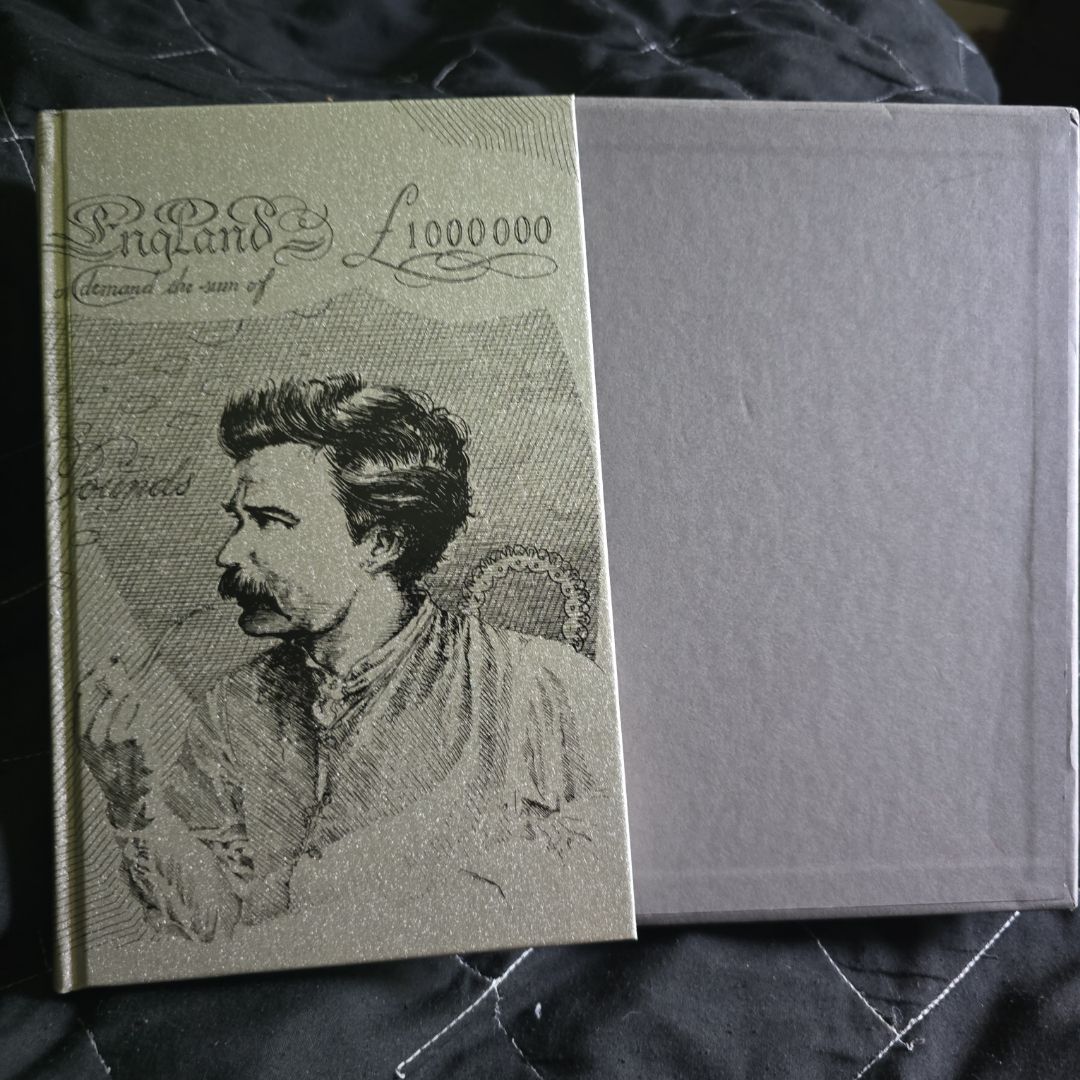 England £1000000
demand the sum of
Pounds